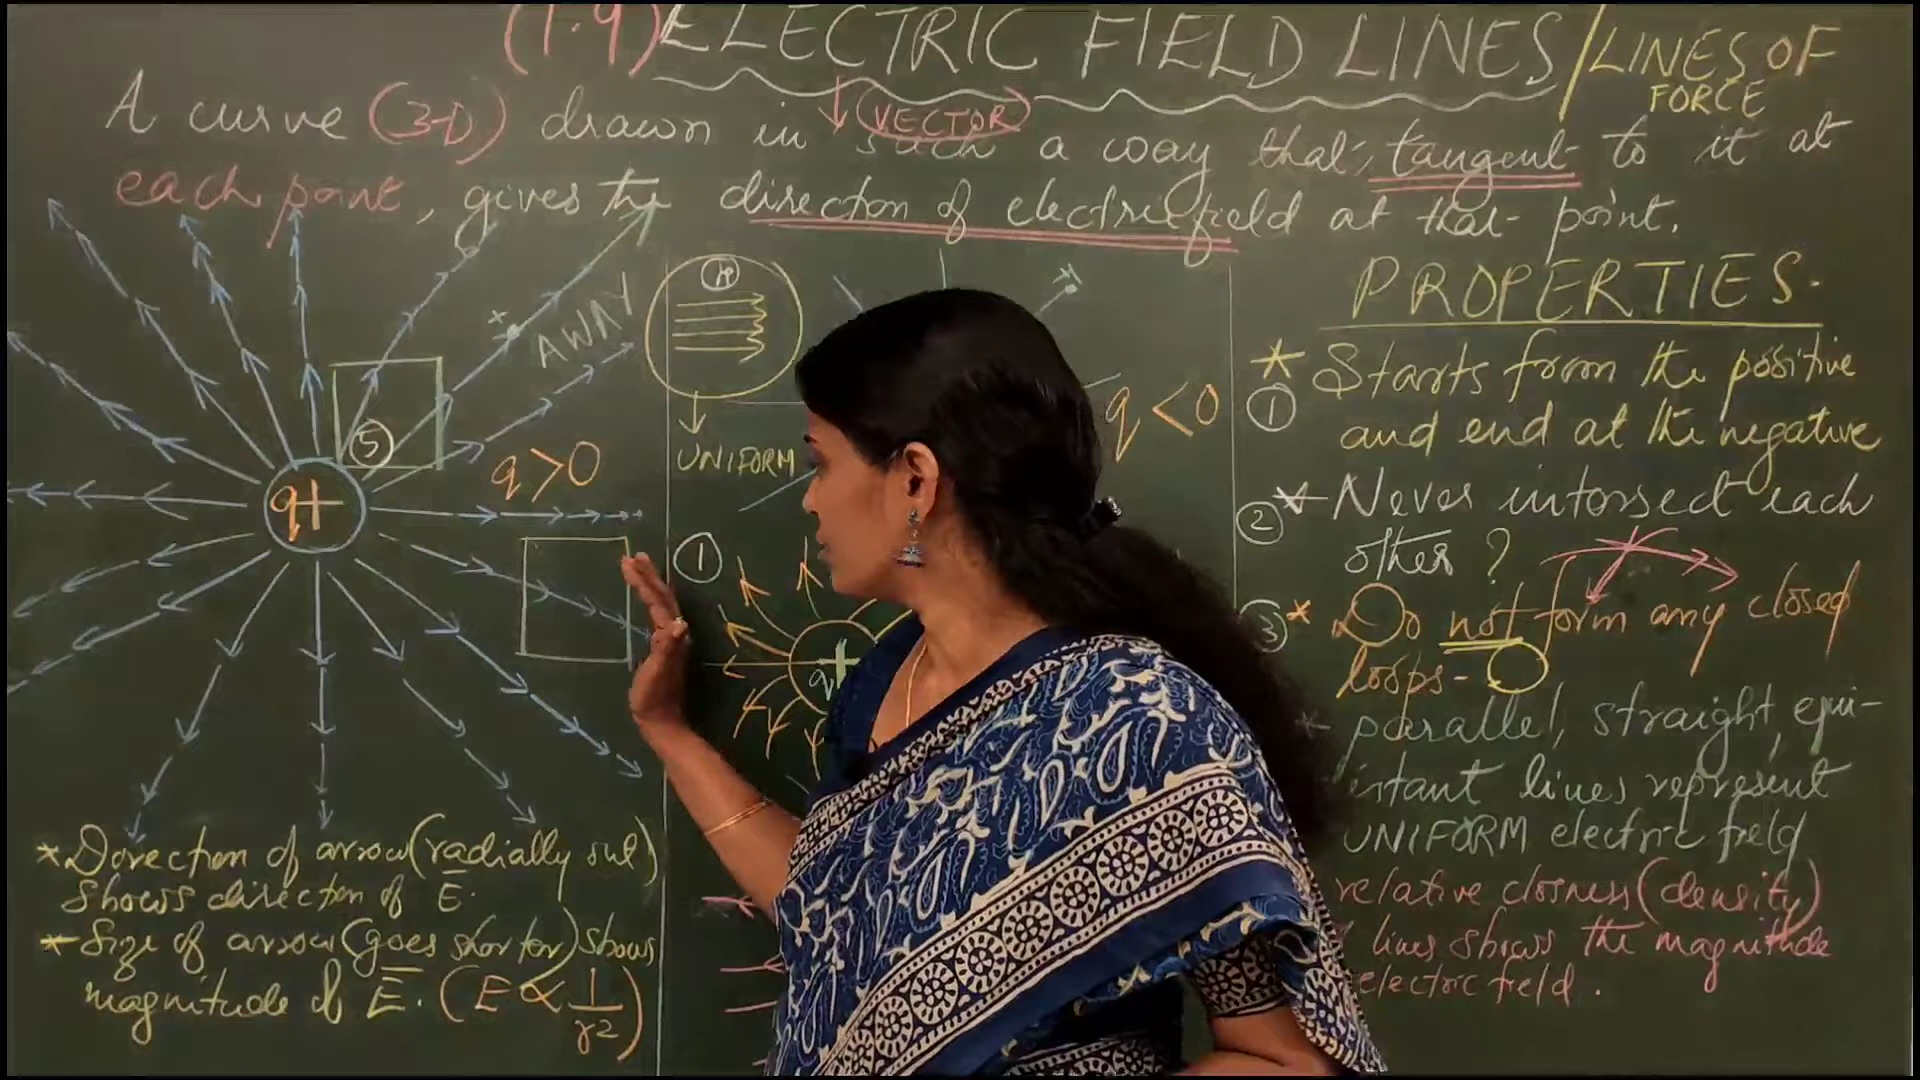 (1.9) ELECTRIC FIELD LINES / LINES OF
FORCE
A curve (3-D) drawn in such a way that, tangent to it at
(VECTOR)
each point, gives the direction of electric field at that point.
AWAY
5
q+
q>0
UNIFORM
q<0
1
+
q
*Direction of arrow (radially out)
shows direction of E.
*Size of arrow (goes shorter) shows
magnitude of E. (E ∝ 1/r2)
PROPERTIES.
* Starts from the positive
① and end at the negative
② * Never intersect each
other?
③ * Do not form any closed
loops-
* parallel, straight, equi-
istant lines represent
UNIFORM electric field
relative closness (density)
lines shows the magnitude
electric field.